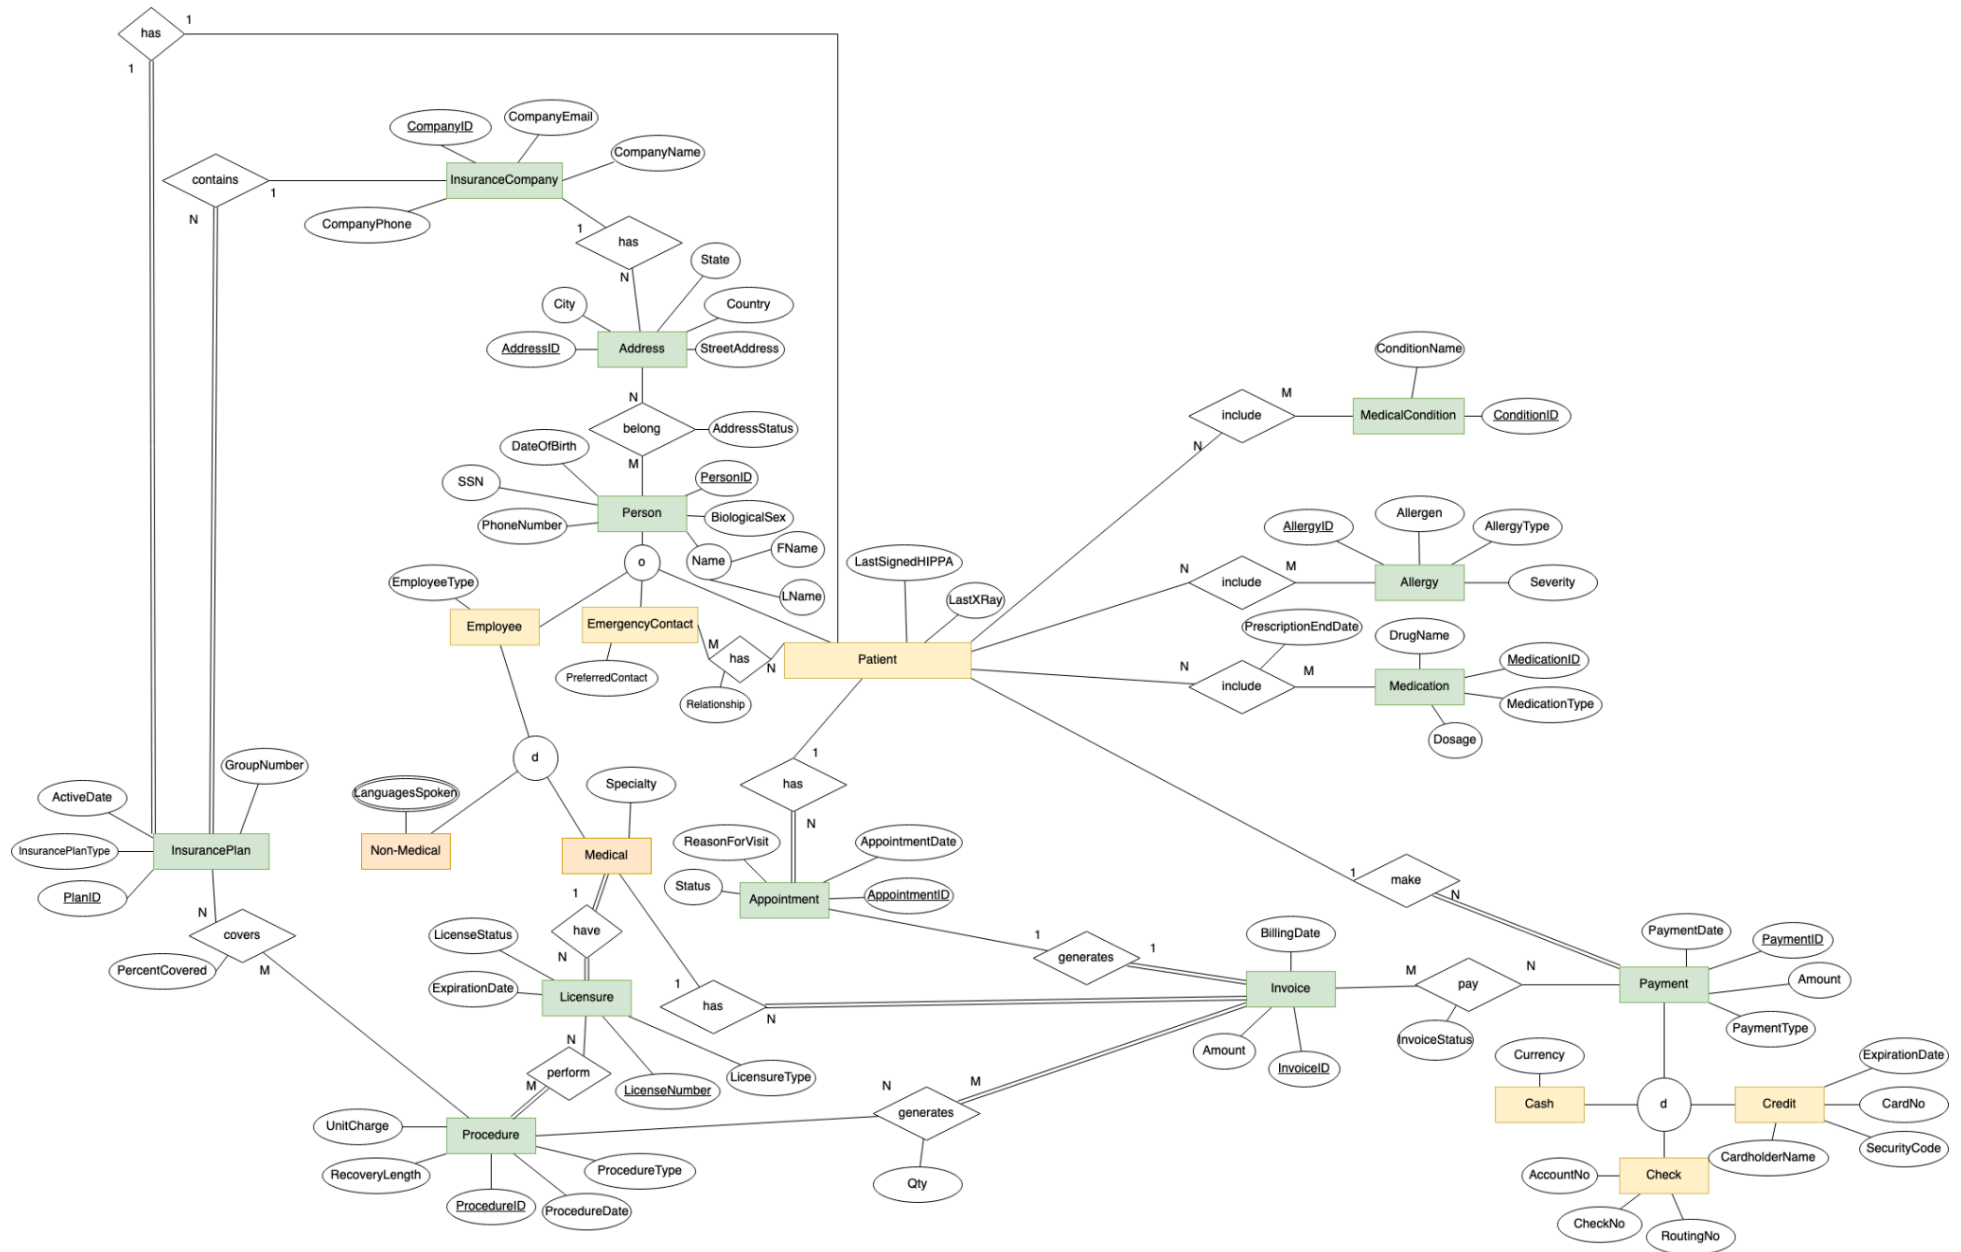 has
1
1
CompanyID
CompanyEmail
CompanyName
contains
1
InsuranceCompany
N
CompanyPhone
1
has
N
State
City
Country
AddressID
Address
StreetAddress
ConditionName
N
belong
AddressStatus
M
include
M
MedicalCondition
ConditionID
N
DateOfBirth
SSN
PersonID
Person
BiologicalSex
PhoneNumber
Name
FName
LName
o
AllergyID
Allergen
AllergyType
LastSignedHIPPA
N
include
M
Allergy
Severity
EmployeeType
LastXRay
Employee
EmergencyContact
PrescriptionEndDate
DrugName
M
has
N
Patient
N
include
M
Medication
MedicationID
MedicationType
PreferredContact
Relationship
Dosage
1
has
N
d
GroupNumber
ActiveDate
LanguagesSpoken
Specialty
InsurancePlanType
InsurancePlan
Non-Medical
Medical
ReasonForVisit
AppointmentDate
Status
Appointment
AppointmentID
PlanID
1
make
N
N
covers
1
have
N
LicenseStatus
1
generates
1
BillingDate
PaymentDate
PaymentID
PercentCovered
M
ExpirationDate
Licensure
1
has
N
Invoice
M
pay
N
Payment
Amount
InvoiceStatus
PaymentType
N
perform
M
LicenseNumber
LicensureType
Amount
InvoiceID
Currency
ExpirationDate
N
generates
M
Cash
d
Credit
CardNo
UnitCharge
Procedure
SecurityCode
CardholderName
RecoveryLength
ProcedureType
Qty
AccountNo
Check
ProcedureID
ProcedureDate
CheckNo
RoutingNo